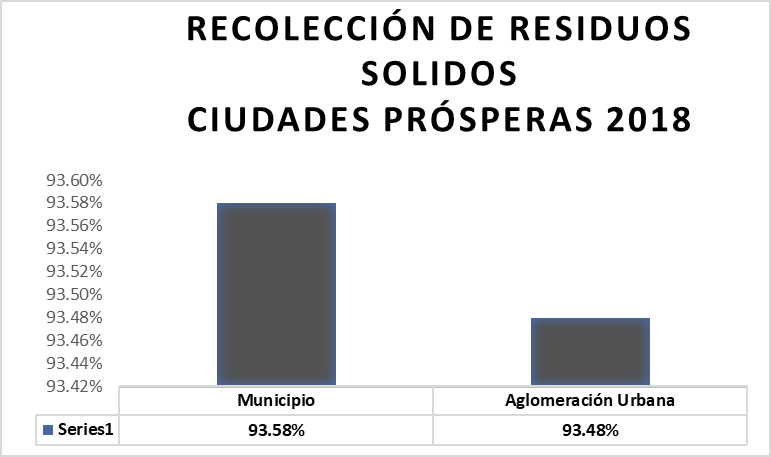 RECOLECCIÓN DE RESIDUOS
SOLIDOS
CIUDADES PRÓSPERAS 2018
93.60%
93.58%
93.56%
93.54%
93.52%
93.50%
93.48%
93.46%
93.44%
93.42%
Municipio Aglomeración Urbana
Series1 93.58% 93.48%